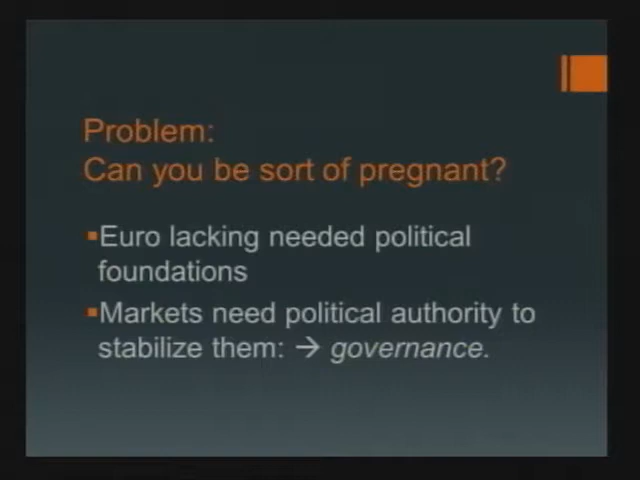 Problem:
Can you be sort of pregnant?
▪Euro lacking needed political
foundations
▪Markets need political authority to
stabilize them: → governance.